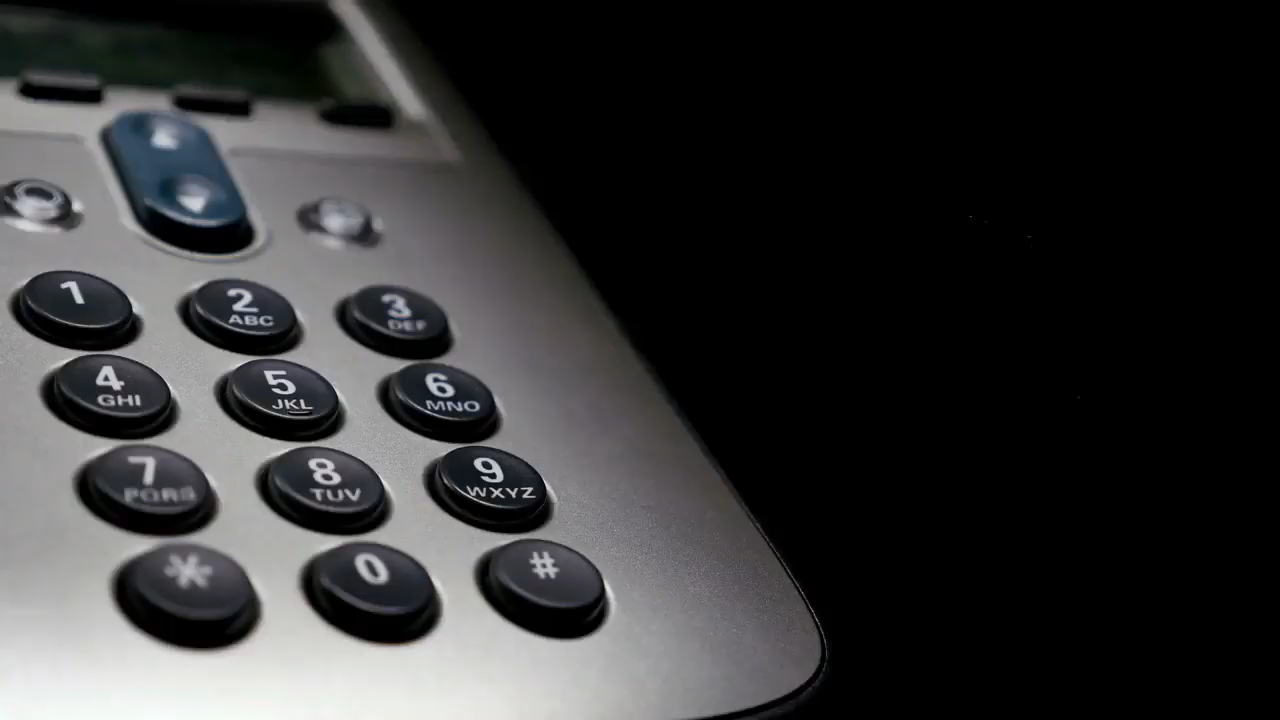 1 2 3
ABC DEF
4 5 6
GHI JKL MNO
7 8 9
PQRS TUV WXYZ
* 0 #